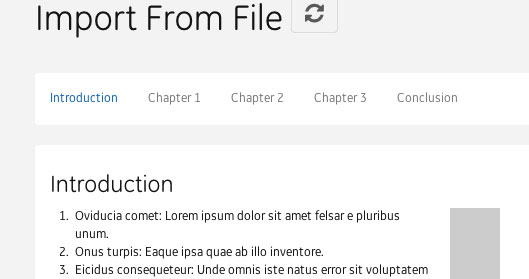 Import From File
Introduction Chapter 1 Chapter 2 Chapter 3 Conclusion
Introduction
1. Oviducia comet: Lorem ipsum dolor sit amet felsar e pluribus
unum.
2. Onus turpis: Eaque ipsa quae ab illo inventore.
3. Eicidus consequeteur: Unde omnis iste natus error sit voluptatem